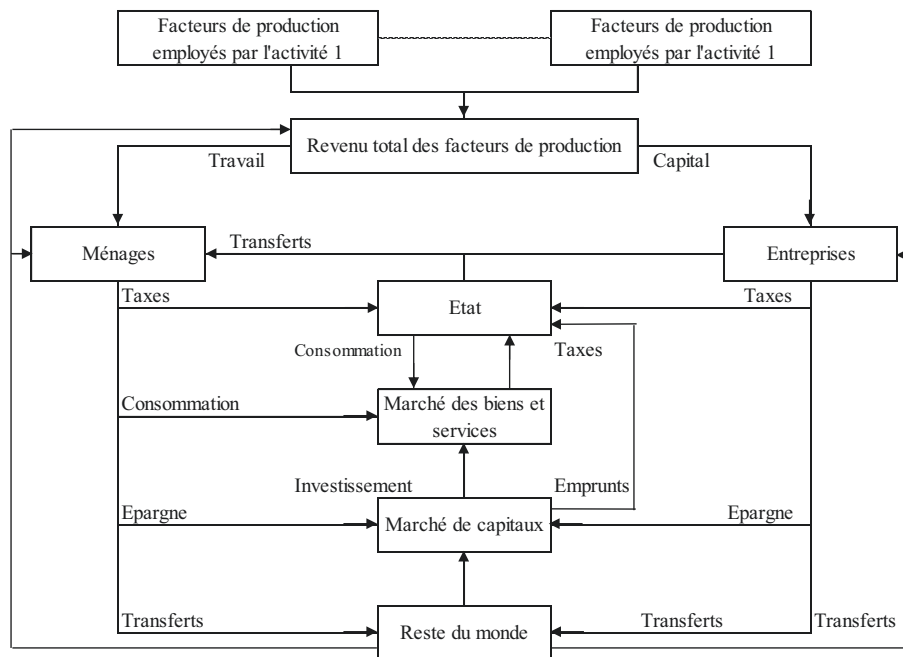 Facteurs de production
employés par l'activité 1
Facteurs de production
employés par l'activité 1
Revenu total des facteurs de production
Travail
Capital
Ménages
Transferts
Entreprises
Taxes
Etat
Taxes
Consommation
Taxes
Consommation
Marché des biens et
services
Investissement
Emprunts
Epargne
Marché de capitaux
Epargne
Transferts
Reste du monde
Transferts
Transferts